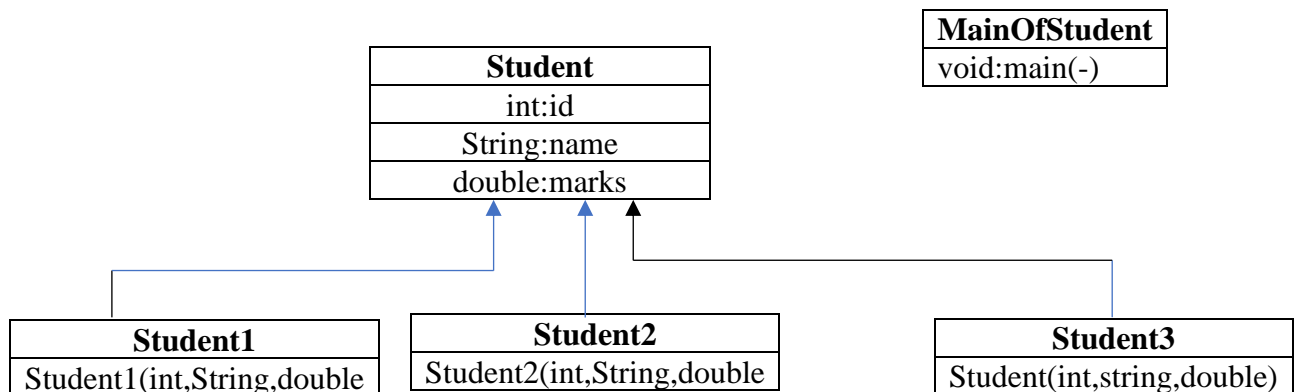 MainOfStudent
void:main(-)
Student
int:id
String:name
double:marks
Student1
Student1(int,String,double
Student2
Student2(int,String,double
Student3
Student(int,string,double)